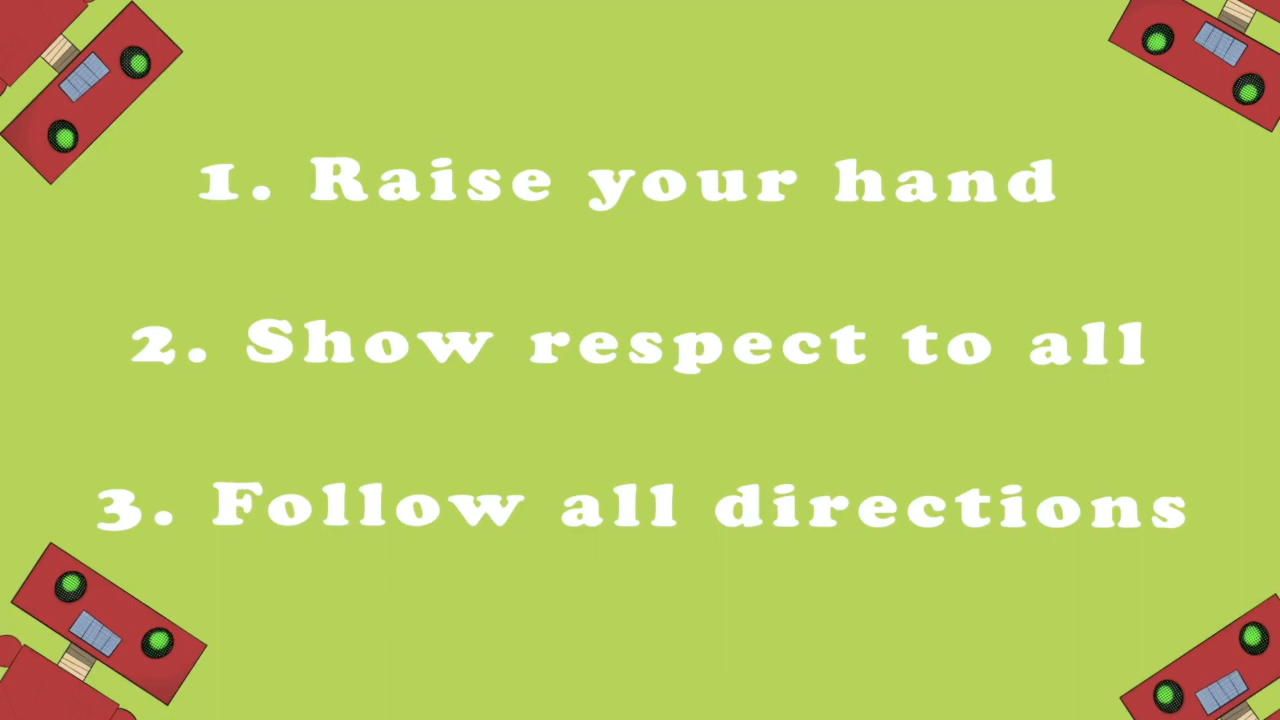 1. Raise your hand
2. Show respect to all
3. Follow all directions